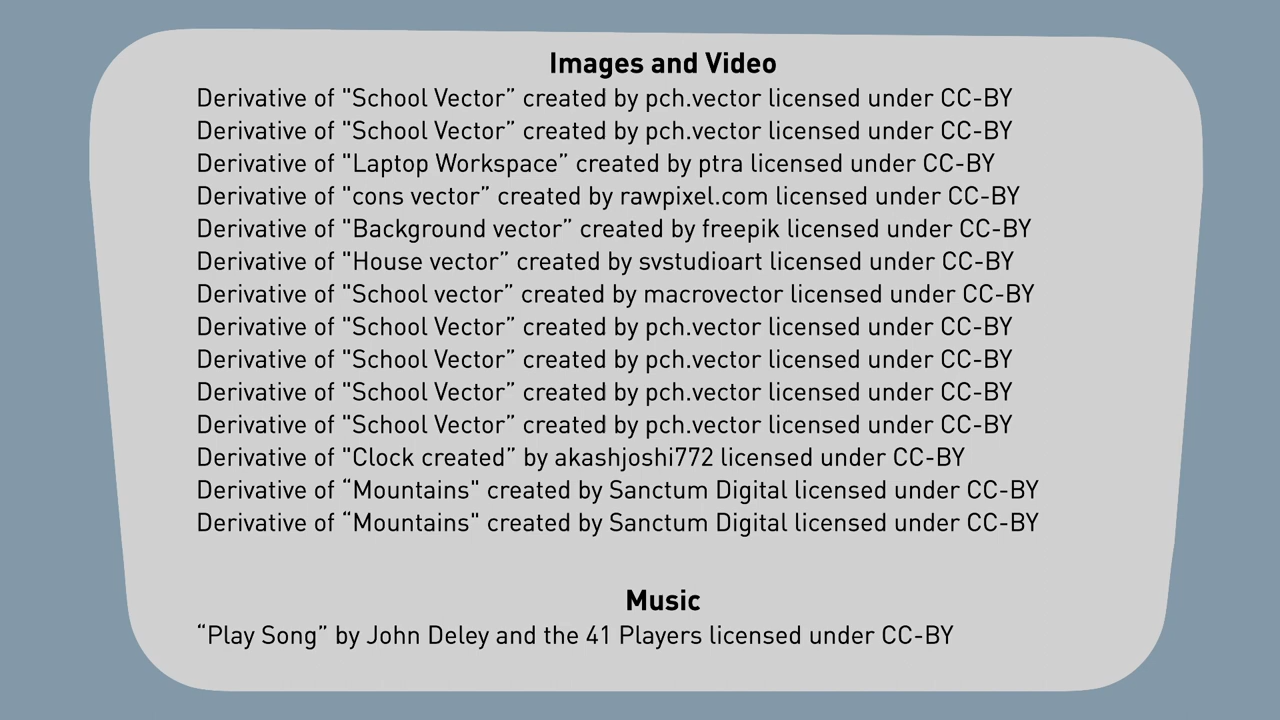 Images and Video
Derivative of "School Vector” created by pch.vector licensed under CC-BY
Derivative of "School Vector” created by pch.vector licensed under CC-BY
Derivative of "Laptop Workspace” created by ptra licensed under CC-BY
Derivative of "cons vector” created by rawpixel.com licensed under CC-BY
Derivative of "Background vector” created by freepik licensed under CC-BY
Derivative of "House vector” created by svstudioart licensed under CC-BY
Derivative of "School vector” created by macrovector licensed under CC-BY
Derivative of "School Vector” created by pch.vector licensed under CC-BY
Derivative of "School Vector” created by pch.vector licensed under CC-BY
Derivative of "School Vector” created by pch.vector licensed under CC-BY
Derivative of "School Vector” created by pch.vector licensed under CC-BY
Derivative of "Clock created” by akashjoshi772 licensed under CC-BY
Derivative of “Mountains" created by Sanctum Digital licensed under CC-BY
Derivative of “Mountains" created by Sanctum Digital licensed under CC-BY
Music
“Play Song” by John Deley and the 41 Players licensed under CC-BY